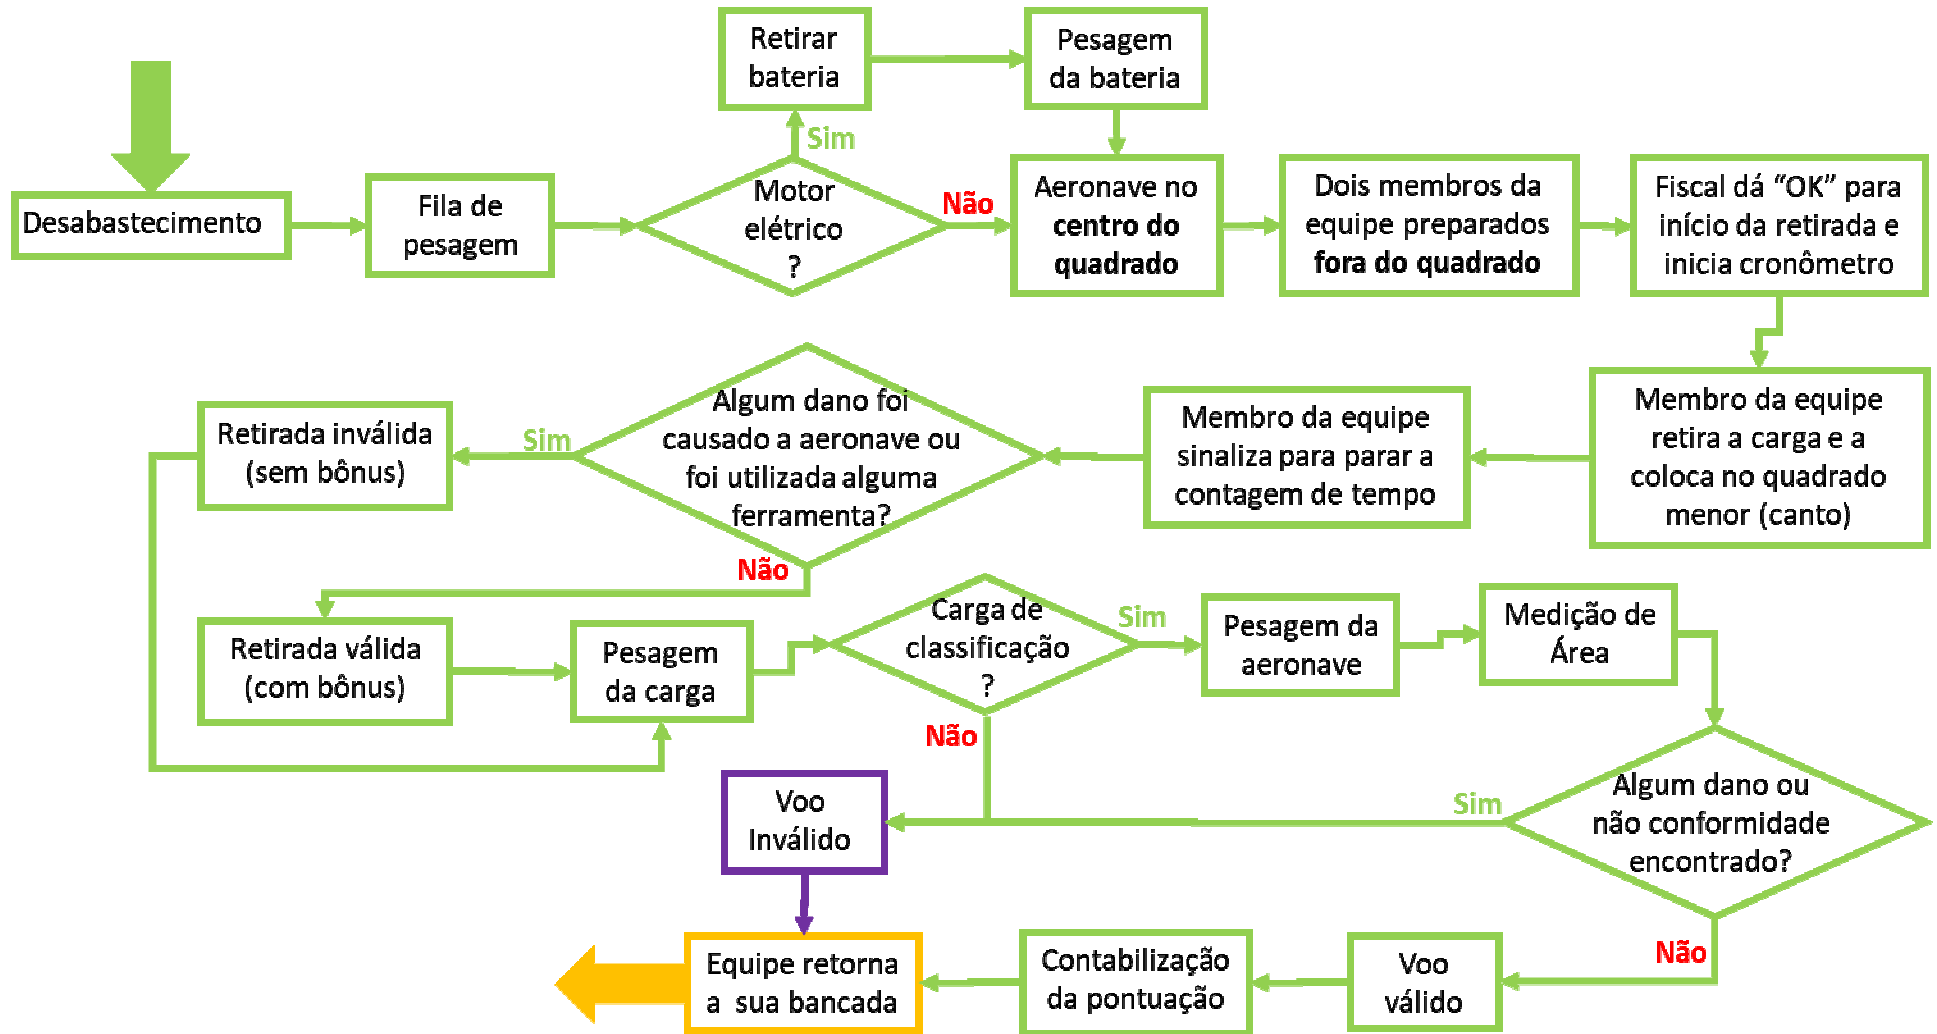 Retirar
bateria
Pesagem
da bateria
Sim
Desabastecimento
Fila de
pesagem
Motor
elétrico
?
Não
Aeronave no
centro do
quadrado
Dois membros da
equipe preparados
fora do quadrado
Fiscal dá “OK” para
início da retirada e
inicia cronômetro
Membro da equipe
retira a carga e a
coloca no quadrado
menor (canto)
Membro da equipe
sinaliza para parar a
contagem de tempo
Algum dano foi
causado a aeronave ou
foi utilizada alguma
ferramenta?
Sim
Retirada inválida
(sem bônus)
Não
Retirada válida
(com bônus)
Pesagem
da carga
Carga de
classificação
?
Sim
Pesagem da
aeronave
Medição de
Área
Não
Algum dano ou
não conformidade
encontrado?
Sim
Voo
Inválido
Não
Voo
válido
Contabilização
da pontuação
Equipe retorna
a sua bancada